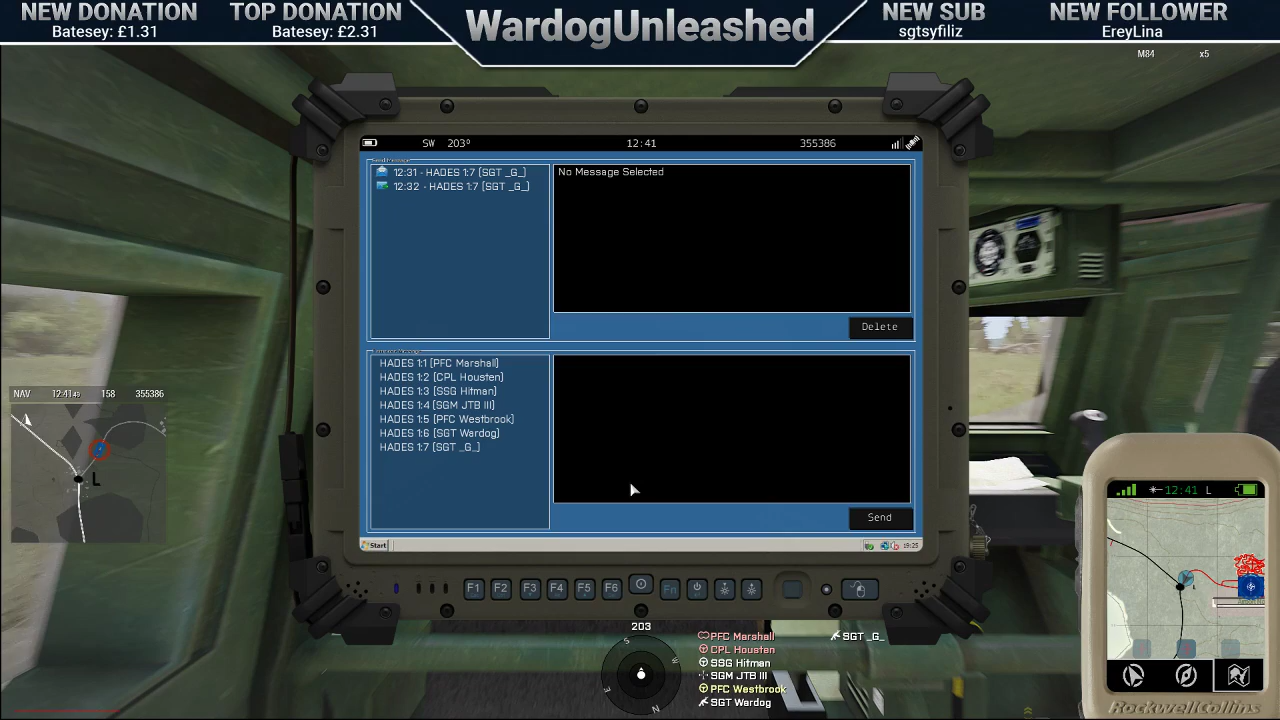 NEW DONATION
Batesey: £1.31
TOP DONATION
Batesey: £2.31
WardogUnleashed
NEW SUB
sgtsyfiliz
NEW FOLLOWER
EreyLina
M84 x5
SW 203° 12:41 355386
12:31 - HADES 1:7 (SGT _G_)
12:32 - HADES 1:7 (SGT _G_)
No Message Selected
Delete
HADES 1:1 (PFC Marshall)
HADES 1:2 (CPL Housten)
HADES 1:3 (SSG Hitman)
HADES 1:4 (SGM JTB III)
HADES 1:5 (PFC Westbrook)
HADES 1:6 (SGT Wardog)
HADES 1:7 (SGT _G_)
Send
Start
19:25
F1 F2 F3 F4 F5 F6 Fn
NAV 12:41:43 158 355386
L
12:41 L
RockwellCollins
203
S
W
E
N
PFC Marshall
CPL Housten
SSG Hitman
SGM JTB III
PFC Westbrook
SGT Wardog
SGT _G_